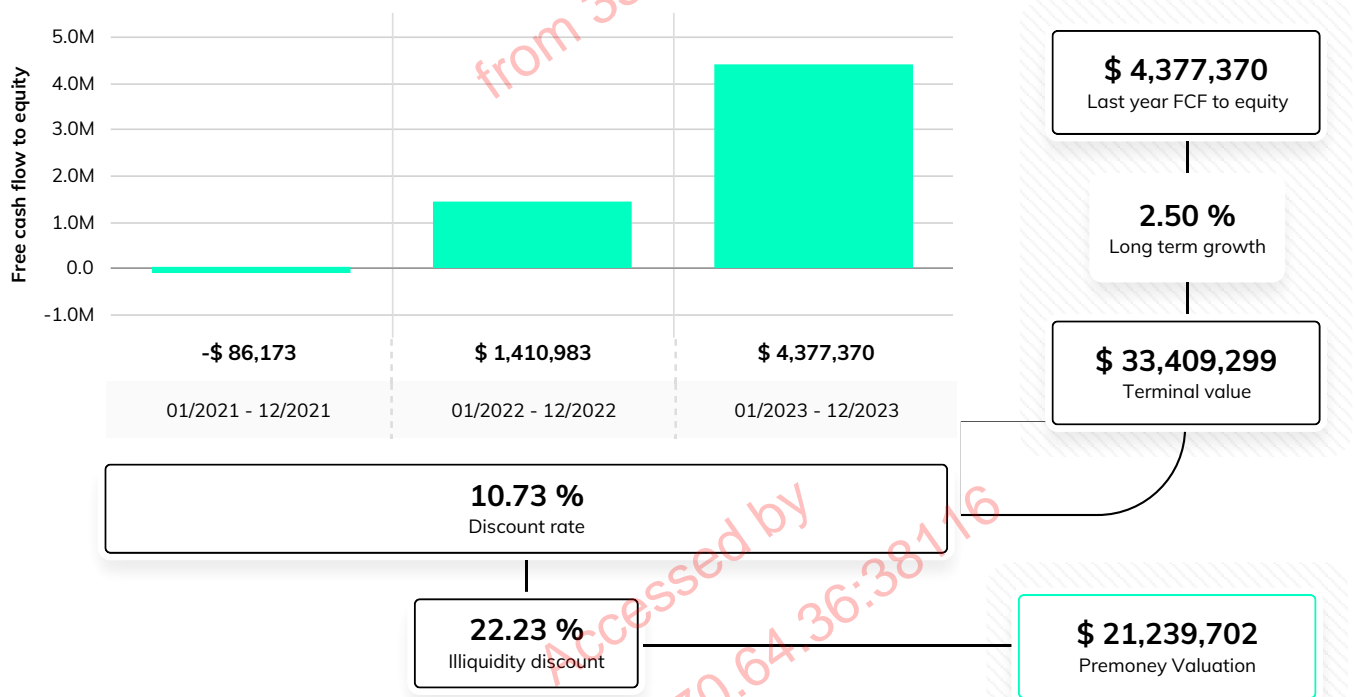 Free cash flow to equity
5.0M
4.0M
3.0M
2.0M
1.0M
0.0
-1.0M
-$ 86,173
$ 1,410,983
$ 4,377,370
01/2021 - 12/2021
01/2022 - 12/2022
01/2023 - 12/2023
10.73 %
Discount rate
22.23 %
Illiquidity discount
$ 4,377,370
Last year FCF to equity
2.50 %
Long term growth
$ 33,409,299
Terminal value
$ 21,239,702
Premoney Valuation
from
Accessed by
70.64.36:38116